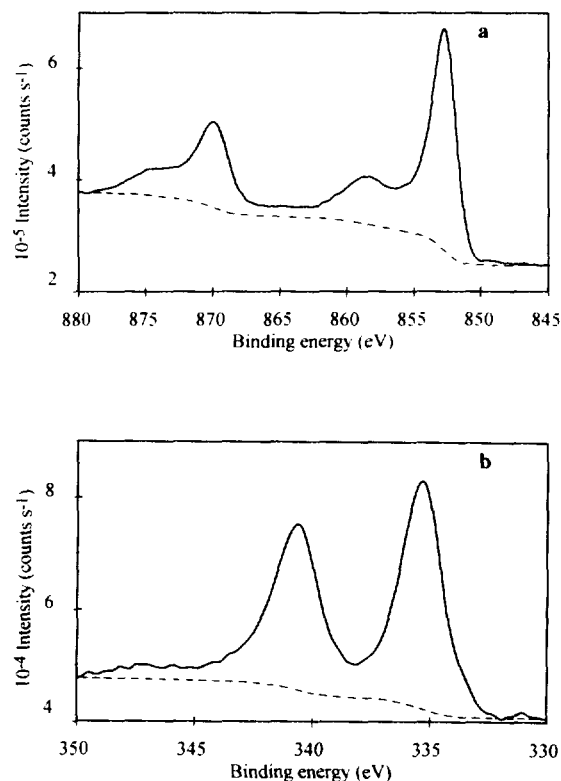 a
10⁻⁵ Intensity (counts s⁻¹)
6
4
2
880 875 870 865 860 855 850 845
Binding energy (eV)
b
10⁻⁴ Intensity (counts s⁻¹)
8
6
4
350 345 340 335 330
Binding energy (eV)